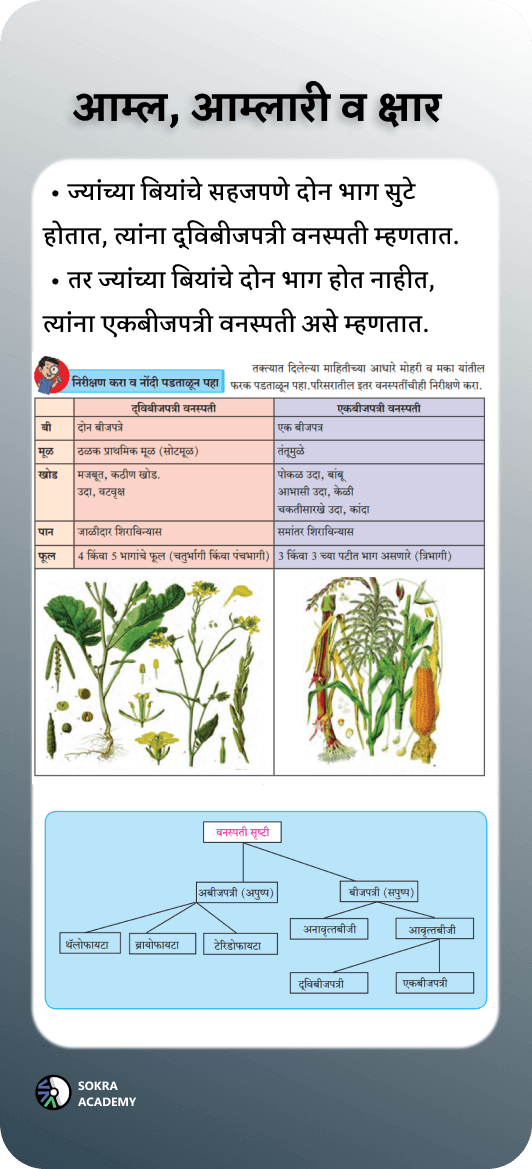 आम्ल, आम्लारी व क्षार
• ज्यांच्या बियांचे सहजपणे दोन भाग सुटे
होतात, त्यांना द्विबीजपत्री वनस्पती म्हणतात.
• तर ज्यांच्या बियांचे दोन भाग होत नाहीत,
त्यांना एकबीजपत्री वनस्पती असे म्हणतात.
निरीक्षण करा व नोंदी पडताळून पहा
तक्त्यात दिलेल्या माहितीच्या आधारे मोहरी व मका यांतील
फरक पडताळून पहा.परिसरातील इतर वनस्पतींचीही निरीक्षणे करा.
द्विबीजपत्री वनस्पती एकबीजपत्री वनस्पती
बी दोन बीजपत्रे एक बीजपत्र
मूळ ठळक प्राथमिक मूळ (सोटमूळ) तंतूमुळे
खोड मजबूत, कठीण खोड. पोकळ उदा, बांबू
उदा, वटवृक्ष आभासी उदा, केळी
चकतीसारखे उदा, कांदा
पान जाळीदार शिराविन्यास समांतर शिराविन्यास
फूल 4 किंवा 5 भागांचे फूल (चतुर्भागी किंवा पंचभागी) 3 किंवा 3 च्या पटीत भाग असणारे (त्रिभागी)
वनस्पती सृष्टी
अबीजपत्री (अपुष्प) बीजपत्री (सपुष्प)
थॅलोफायटा ब्रायोफायटा टेरिडोफायटा अनावृत्तबीजी आवृत्तबीजी
द्विबीजपत्री एकबीजपत्री
SOKRA
ACADEMY